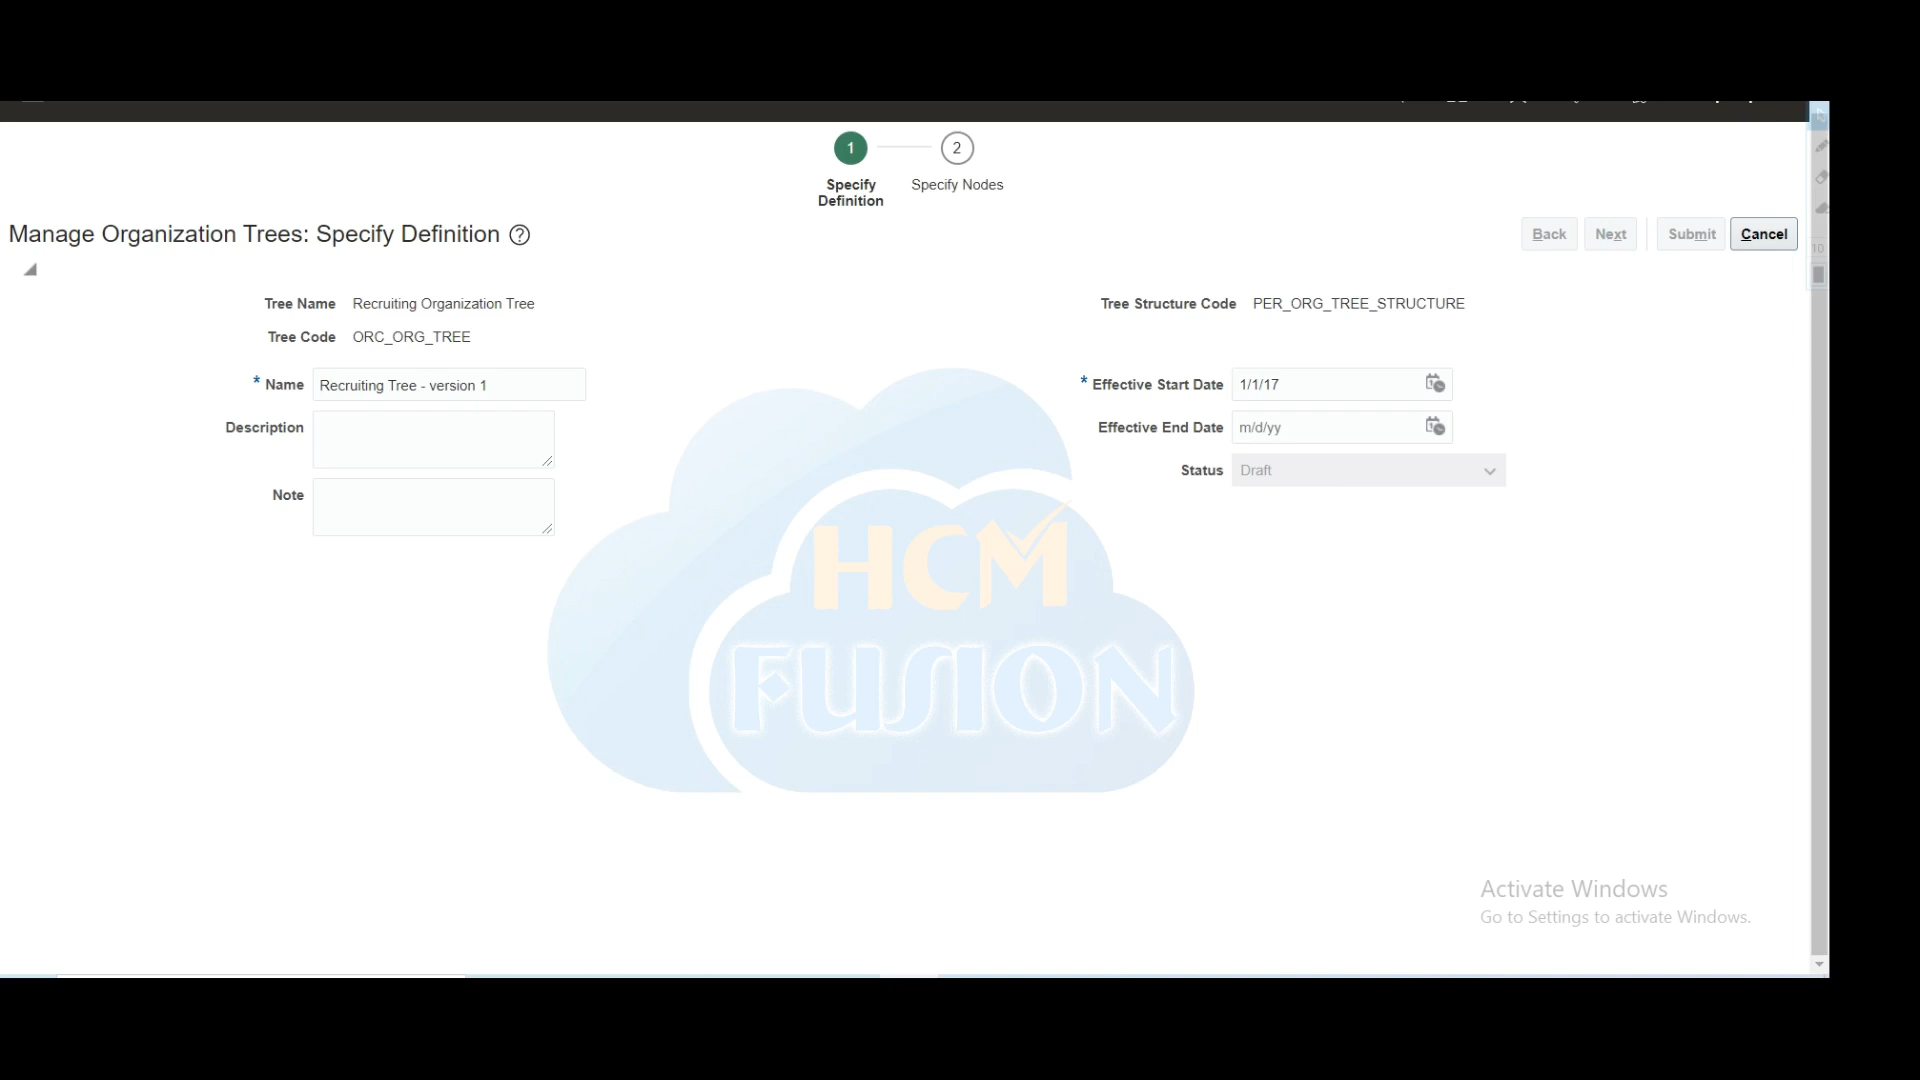 1
2
Specify
Definition
Specify Nodes
Manage Organization Trees: Specify Definition
Back Next Submit Cancel
10
Tree Name Recruiting Organization Tree
Tree Structure Code PER_ORG_TREE_STRUCTURE
Tree Code ORC_ORG_TREE
* Name Recruiting Tree - version 1
* Effective Start Date 1/1/17
Description
Effective End Date m/d/yy
Status Draft
Note
HCM
FUSION
Activate Windows
Go to Settings to activate Windows.